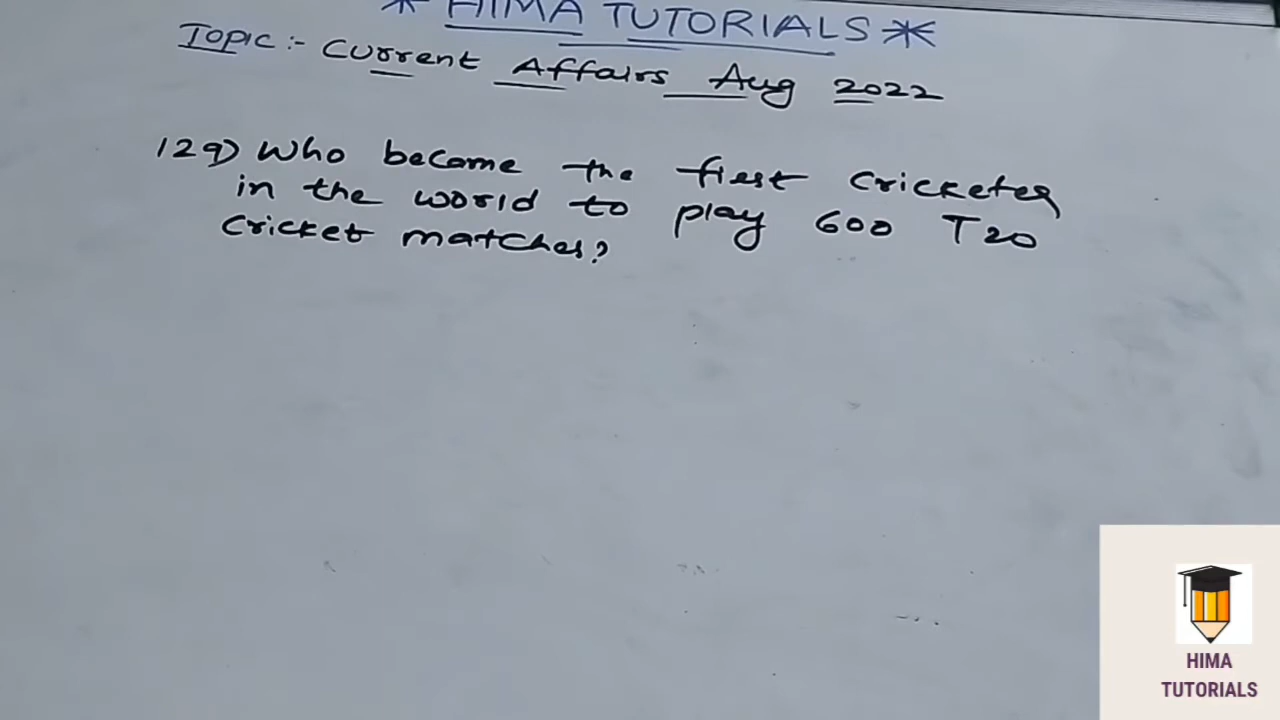 * HIMA TUTORIALS *
Topic :- Current Affairs Aug 2022
129) Who became the first Cricketer
in the world to play 600 T20
Cricket matches?
HIMA
TUTORIALS